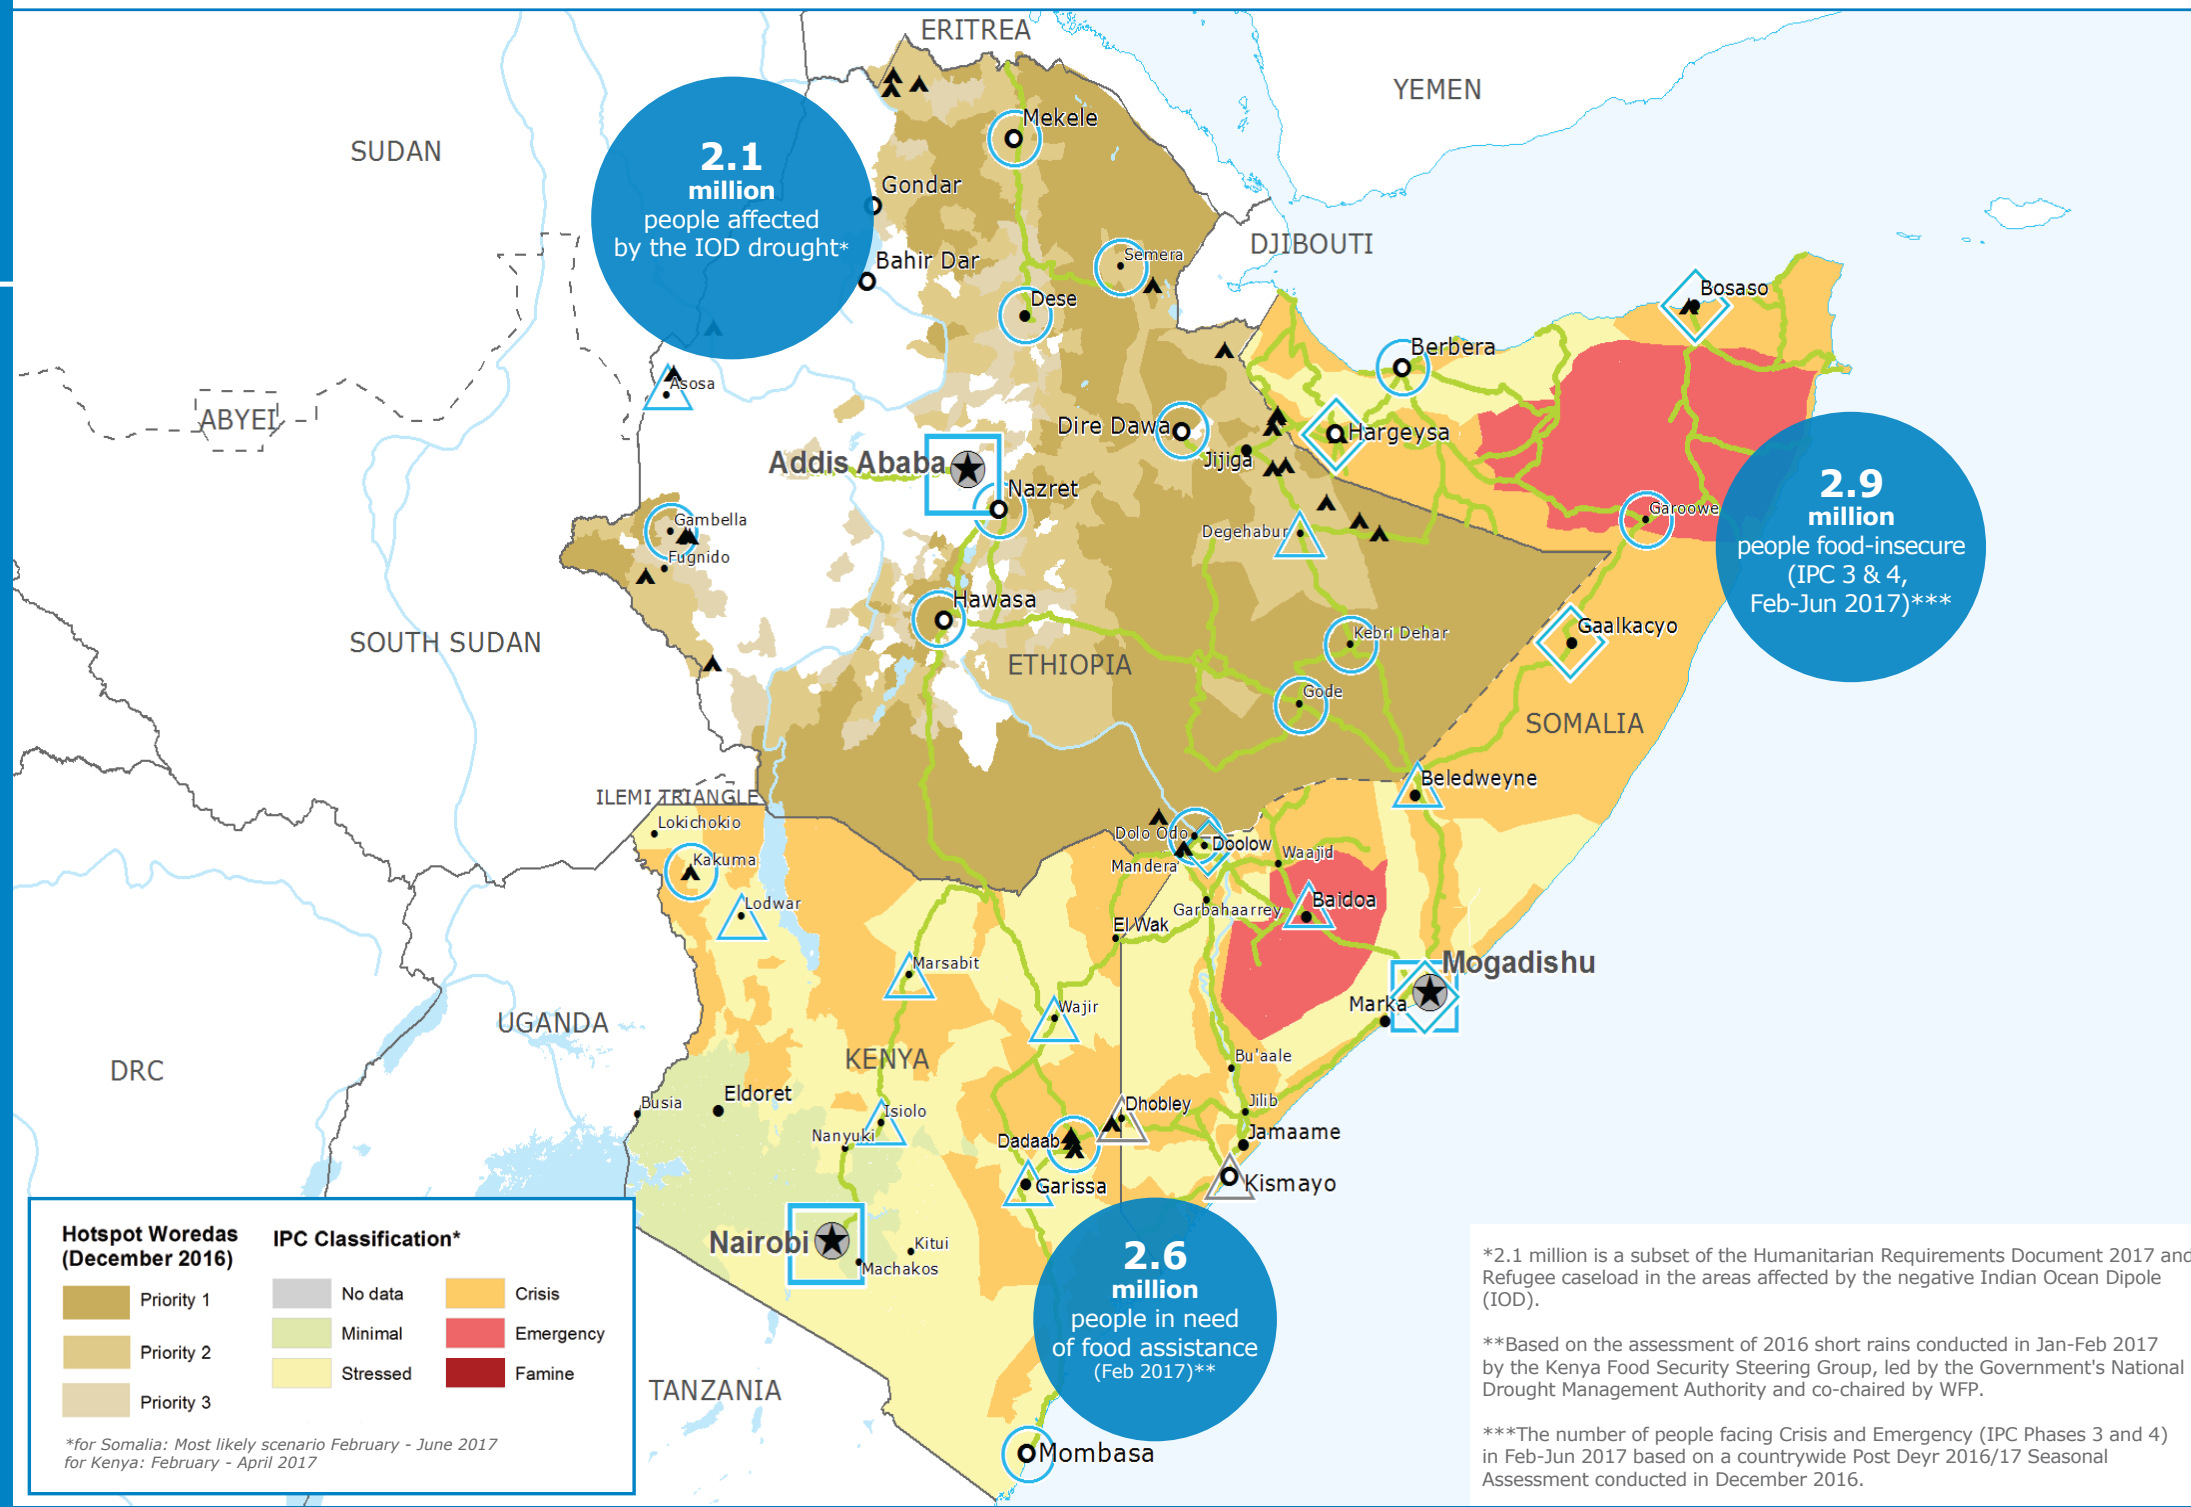 ERITREA
YEMEN
SUDAN
Mekele
2.1
million
people affected
by the IOD drought*
Gondar
DJIBOUTI
Semera
Bahir Dar
Dese
Bosaso
Berbera
Asosa
ABYEI
Dire Dawa
Hargeysa
Jijiga
Addis Ababa
Nazret
2.9
million
people food-insecure
(IPC 3 & 4,
Feb-Jun 2017)***
Garoowe
Gambella
Degehabur
Fugnido
Hawasa
Gaalkacyo
Kebri Dehar
SOUTH SUDAN
ETHIOPIA
Gode
SOMALIA
Beledweyne
ILEMI TRIANGLE
Lokichokio
Dolo Odo
Doolow
Waajid
Mandera
Kakuma
Lodwar
Garbahaarrey
Baidoa
El Wak
Marsabit
Mogadishu
Wajir
Marka
UGANDA
KENYA
Bu'aale
DRC
Eldoret
Busia
Isiolo
Dhobley
Jilib
Nanyuki
Dadaab
Jamaame
Garissa
Kismayo
Nairobi
Kitui
Machakos
2.6
million
people in need
of food assistance
(Feb 2017)**
TANZANIA
Mombasa
Hotspot Woredas
(December 2016)
Priority 1
Priority 2
Priority 3
IPC Classification*
No data
Minimal
Stressed
Crisis
Emergency
Famine
*for Somalia: Most likely scenario February - June 2017
for Kenya: February - April 2017
*2.1 million is a subset of the Humanitarian Requirements Document 2017 and
Refugee caseload in the areas affected by the negative Indian Ocean Dipole
(IOD).
**Based on the assessment of 2016 short rains conducted in Jan-Feb 2017
by the Kenya Food Security Steering Group, led by the Government's National
Drought Management Authority and co-chaired by WFP.
***The number of people facing Crisis and Emergency (IPC Phases 3 and 4)
in Feb-Jun 2017 based on a countrywide Post Deyr 2016/17 Seasonal
Assessment conducted in December 2016.